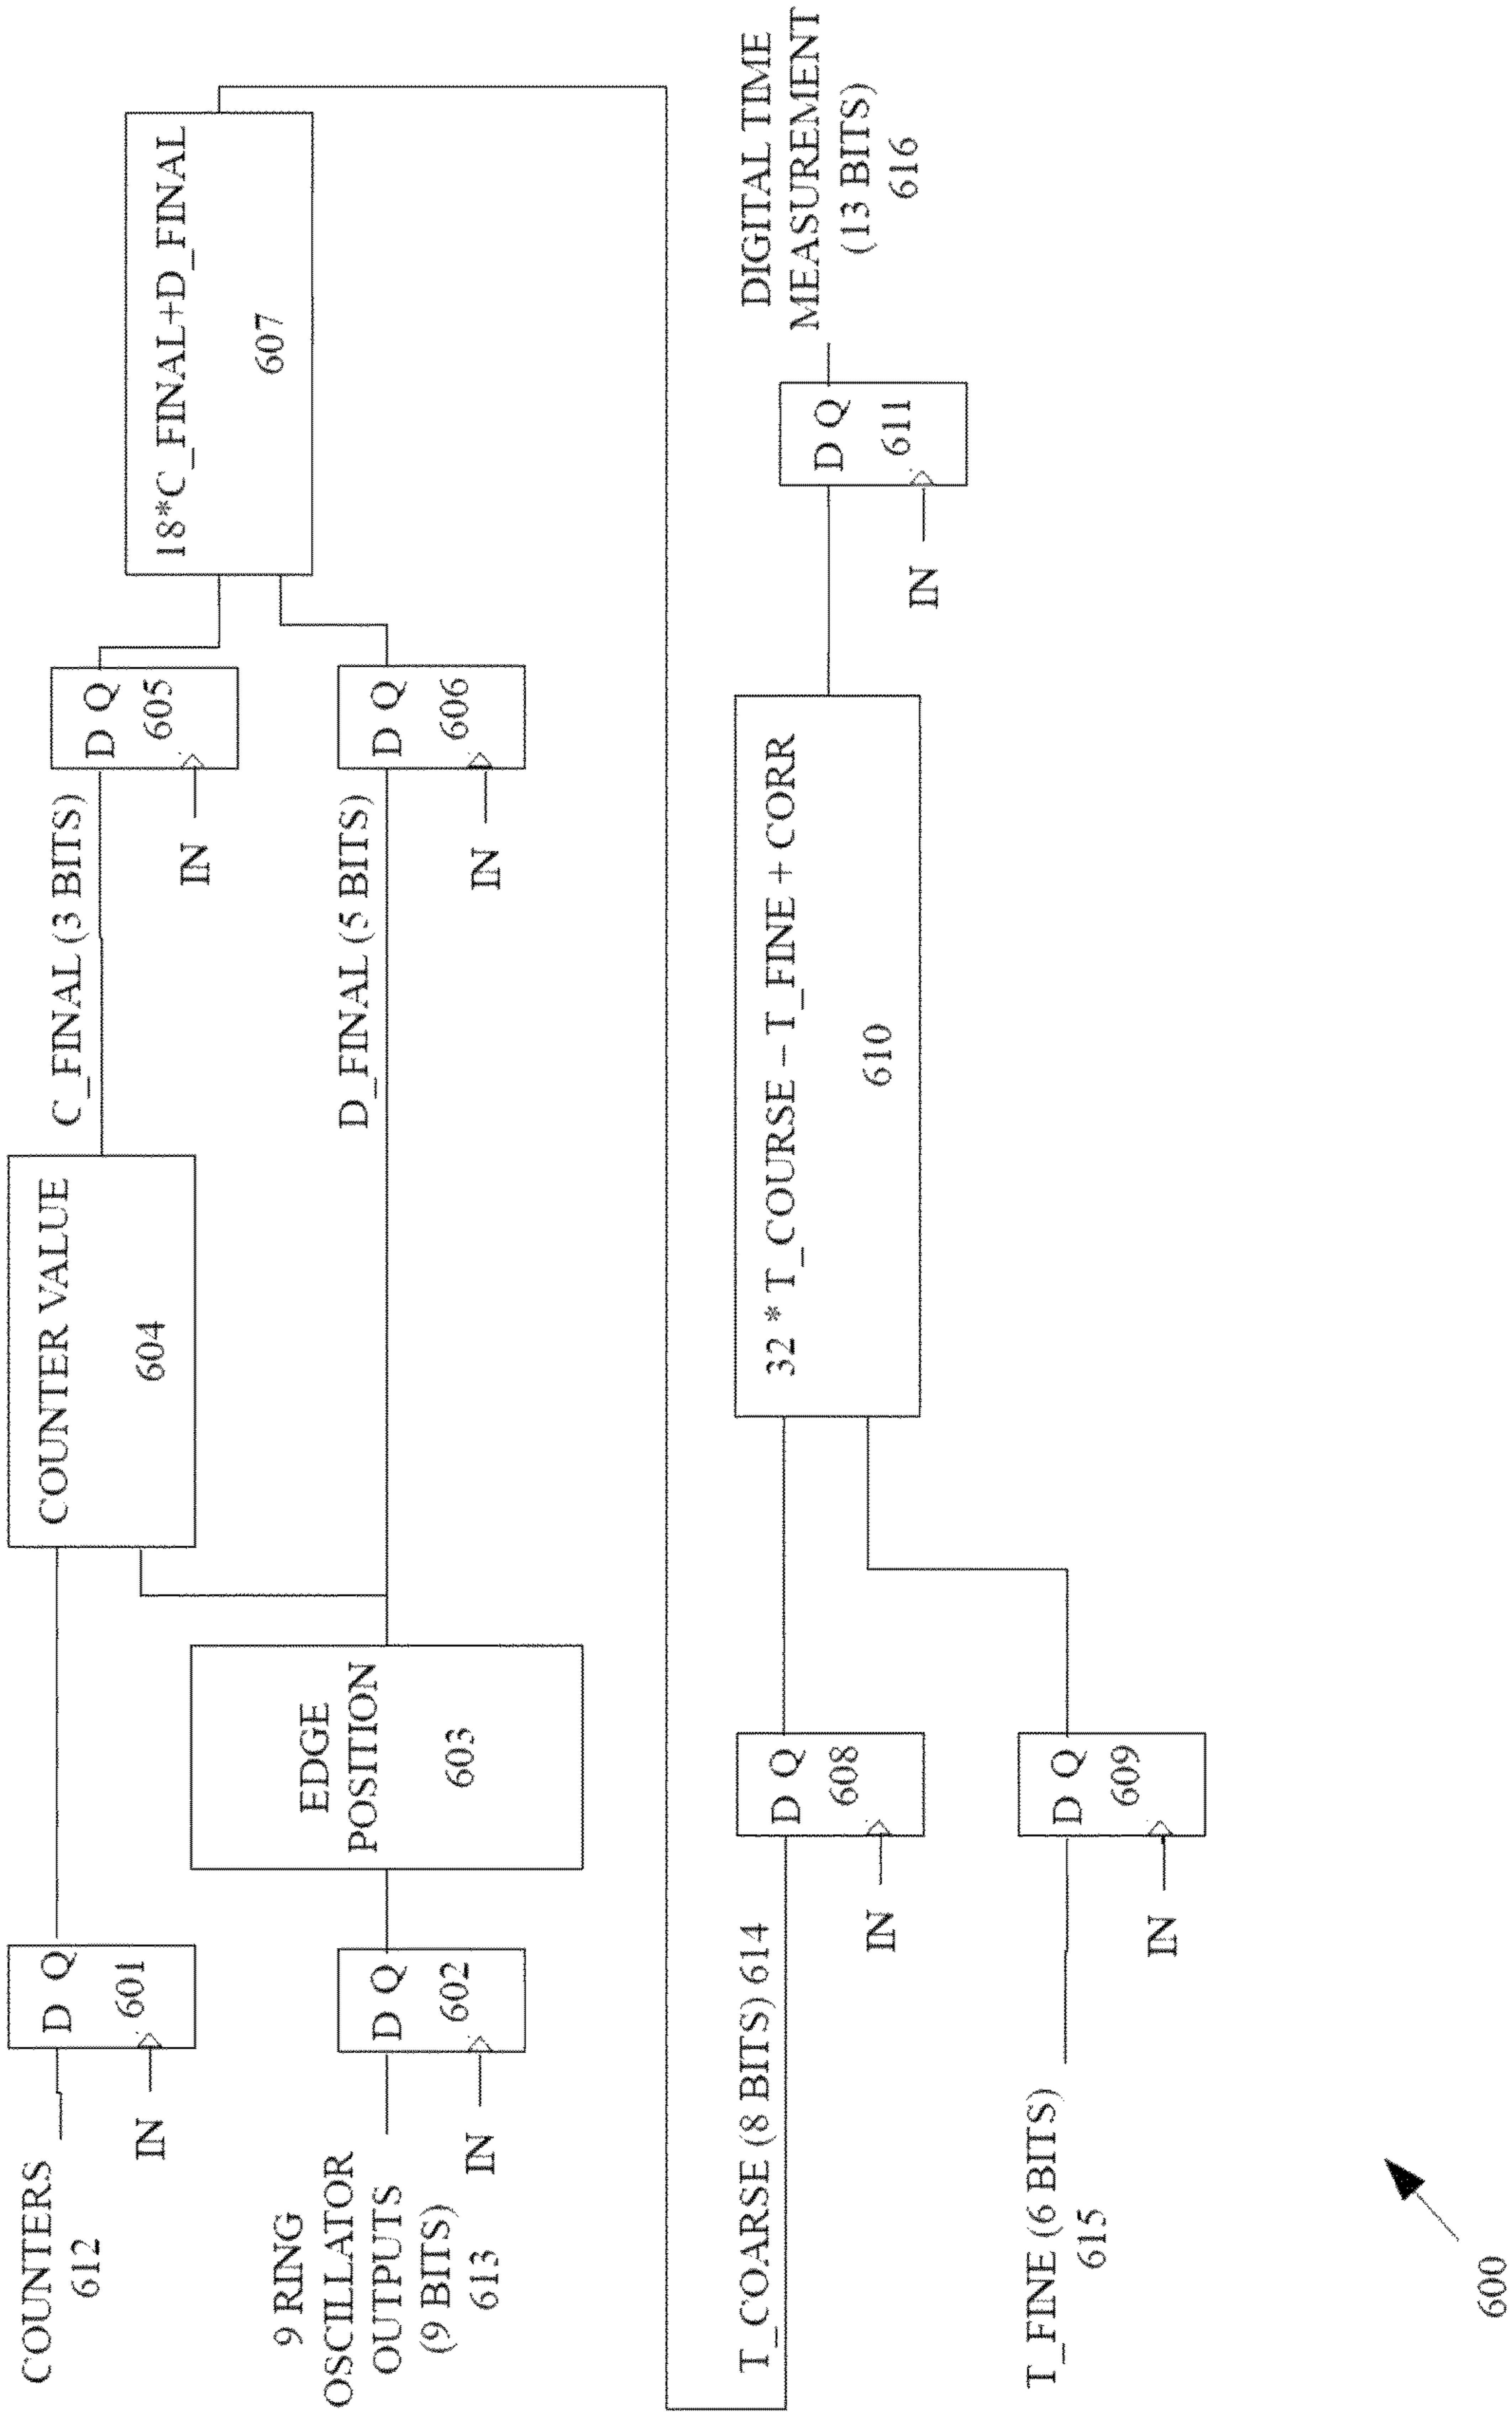 COUNTERS
612
IN
D Q
601
COUNTER VALUE
604
C_FINAL (3 BITS)
IN
D Q
605
18*C_FINAL+D_FINAL
607
9 RING
OSCILLATOR
OUTPUTS
(9 BITS)
613
IN
D Q
602
EDGE
POSITION
603
D_FINAL (5 BITS)
IN
D Q
606
T_COARSE (8 BITS) 614
IN
D Q
608
32 * T_COURSE – T_FINE + CORR
610
IN
D Q
611
DIGITAL TIME
MEASUREMENT
(13 BITS)
616
T_FINE (6 BITS)
615
IN
D Q
609
600